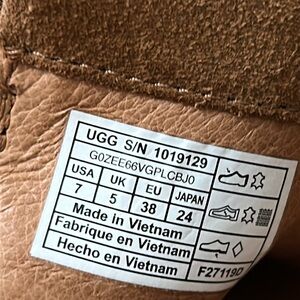 UGG S/N 1019129
G0ZEE66VGPLCBJ0
USA UK EU JAPAN
7 5 38 24
Made in Vietnam
Fabrique en Vietnam
Hecho en Vietnam
F27119D